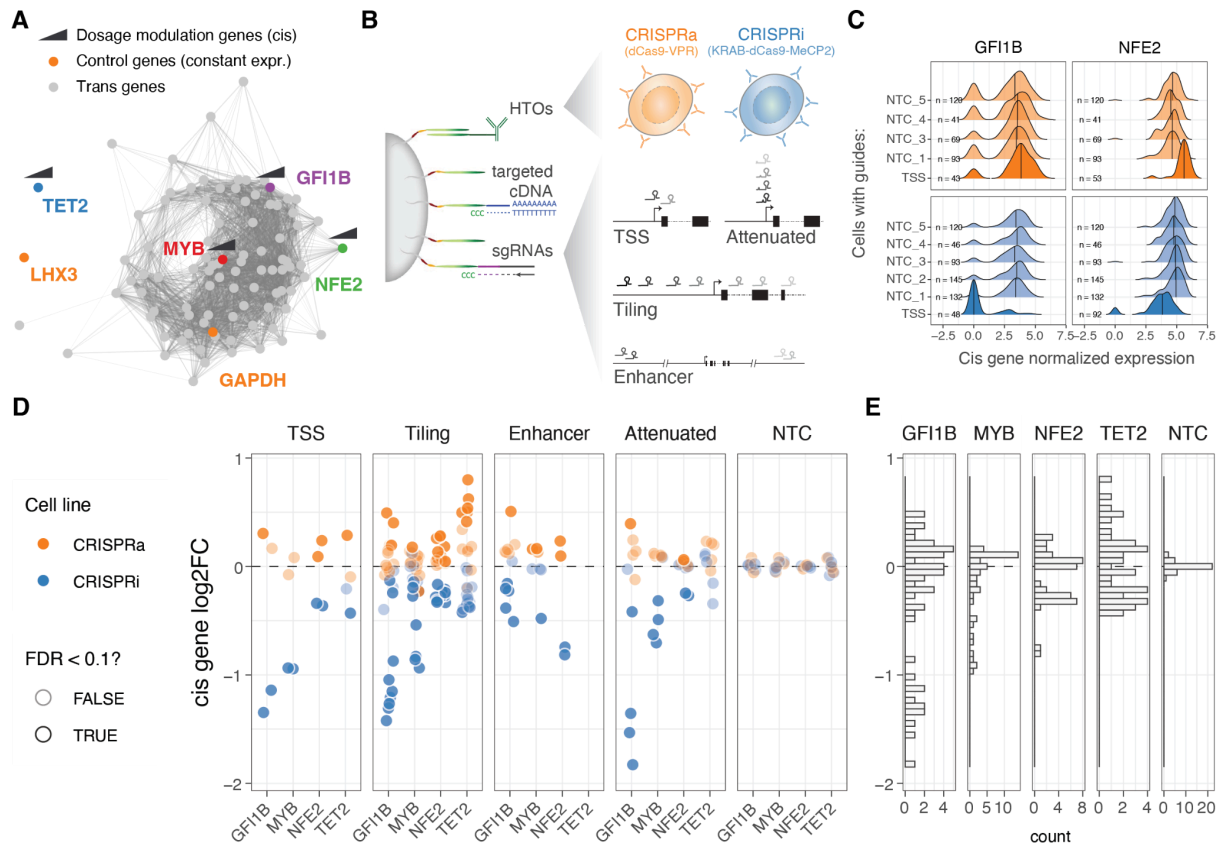 A
Dosage modulation genes (cis)
Control genes (constant expr.)
Trans genes
GFI1B
TET2
MYB
LHX3
NFE2
GAPDH
B
HTOs
targeted
cDNA
AAAAAAAAA
TTTTTTTTTT
CCC
sgRNAs
CCC
CRISPRa
(dCas9-VPR)
CRISPRi
(KRAB-dCas9-MeCP2)
TSS
Attenuated
Tiling
Enhancer
C
GFI1B
NFE2
Cells with guides:
NTC_5
NTC_4
NTC_3
NTC_1
TSS
n = 120
n = 41
n = 69
n = 93
n = 43
n = 120
n = 41
n = 69
n = 93
n = 53
NTC_5
NTC_4
NTC_3
NTC_2
NTC_1
TSS
n = 120
n = 46
n = 93
n = 145
n = 132
n = 48
n = 120
n = 46
n = 93
n = 145
n = 132
n = 92
−2.5 0.0 2.5 5.0 7.5
−2.5 0.0 2.5 5.0 7.5
Cis gene normalized expression
D
TSS Tiling Enhancer Attenuated NTC
Cell line
CRISPRa
CRISPRi
FDR < 0.1?
FALSE
TRUE
cis gene log2FC
1
0
−1
−2
GFI1B MYB NFE2 TET2
GFI1B MYB NFE2 TET2
GFI1B MYB NFE2 TET2
GFI1B MYB NFE2 TET2
GFI1B MYB NFE2 TET2
E
GFI1B MYB NFE2 TET2 NTC
1
0
−1
−2
0 2 4
0 5 10
0 2 4 6 8
0 2 4
0 10 20
count